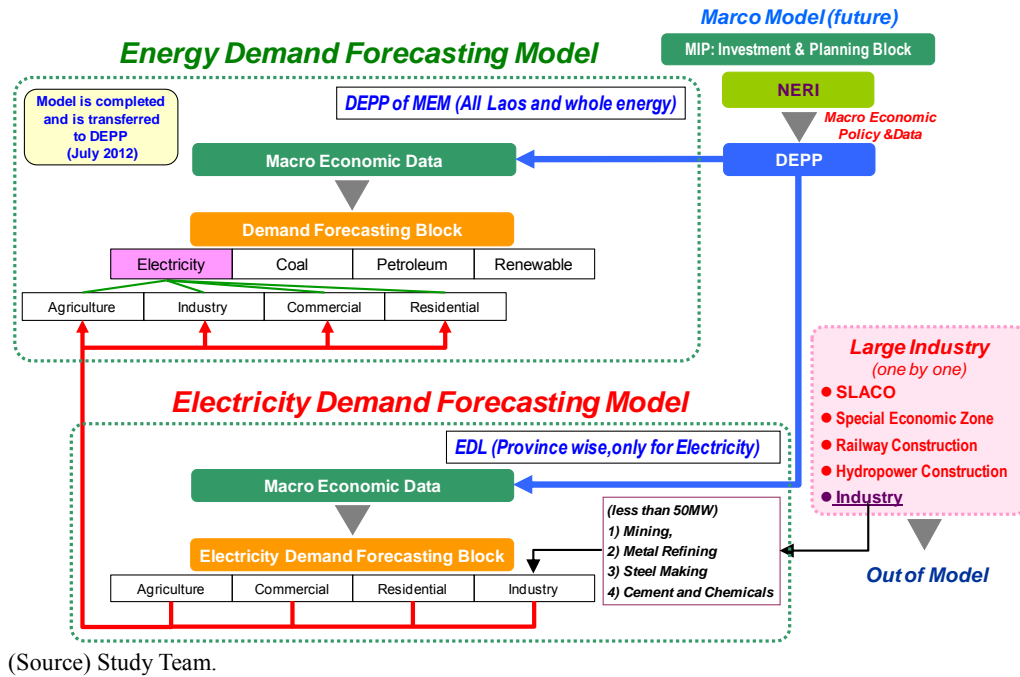 Marco Model (future)
MIP: Investment & Planning Block
NERI
Macro Economic
Policy &Data
DEPP
Energy Demand Forecasting Model
Model is completed
and is transferred
to DEPP
(July 2012)
DEPP of MEM (All Laos and whole energy)
Macro Economic Data
Demand Forecasting Block
Electricity Coal Petroleum Renewable
Agriculture Industry Commercial Residential
Large Industry
(one by one)
● SLACO
● Special Economic Zone
● Railway Construction
● Hydropower Construction
● Industry
Out of Model
Electricity Demand Forecasting Model
EDL (Province wise,only for Electricity)
Macro Economic Data
Electricity Demand Forecasting Block
Agriculture Commercial Residential Industry
(less than 50MW)
1) Mining,
2) Metal Refining
3) Steel Making
4) Cement and Chemicals
(Source) Study Team.